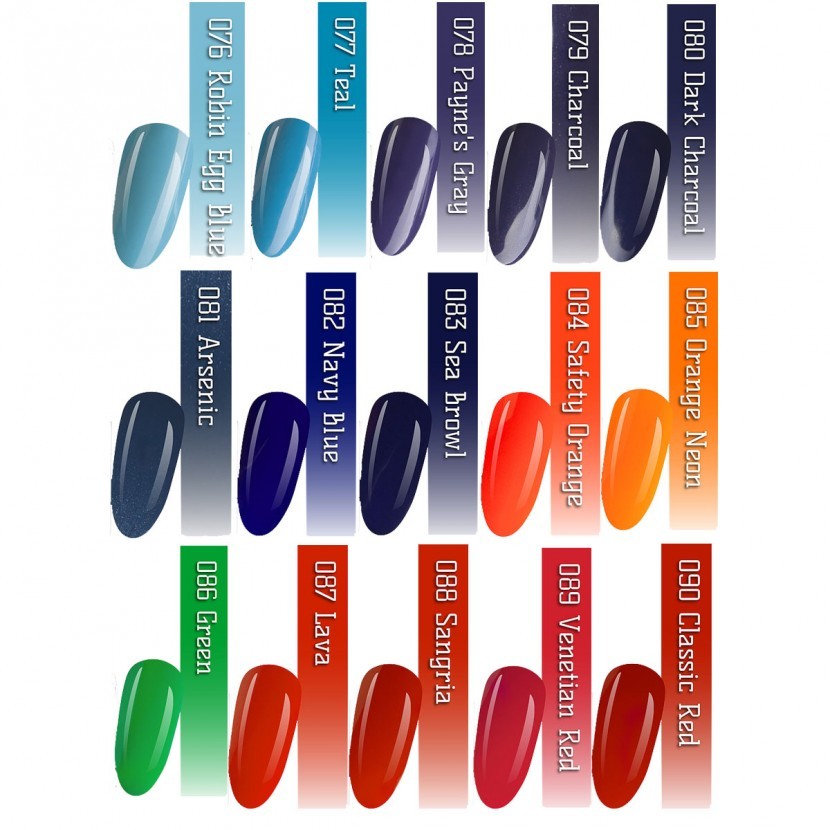 076 Robin Egg Blue
077 Teal
078 Payne's Gray
079 Charcoal
080 Dark Charcoal
081 Arsenic
082 Navy Blue
083 Sea Browl
084 Safety Orange
085 Orange Neon
086 Green
087 Lava
088 Sangria
089 Venetian Red
090 Classic Red